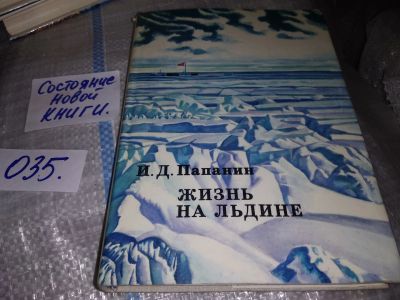 Состояние
новой
книги.
035.
И. Д. Папанин
ЖИЗНЬ
НА ЛЬДИНЕ